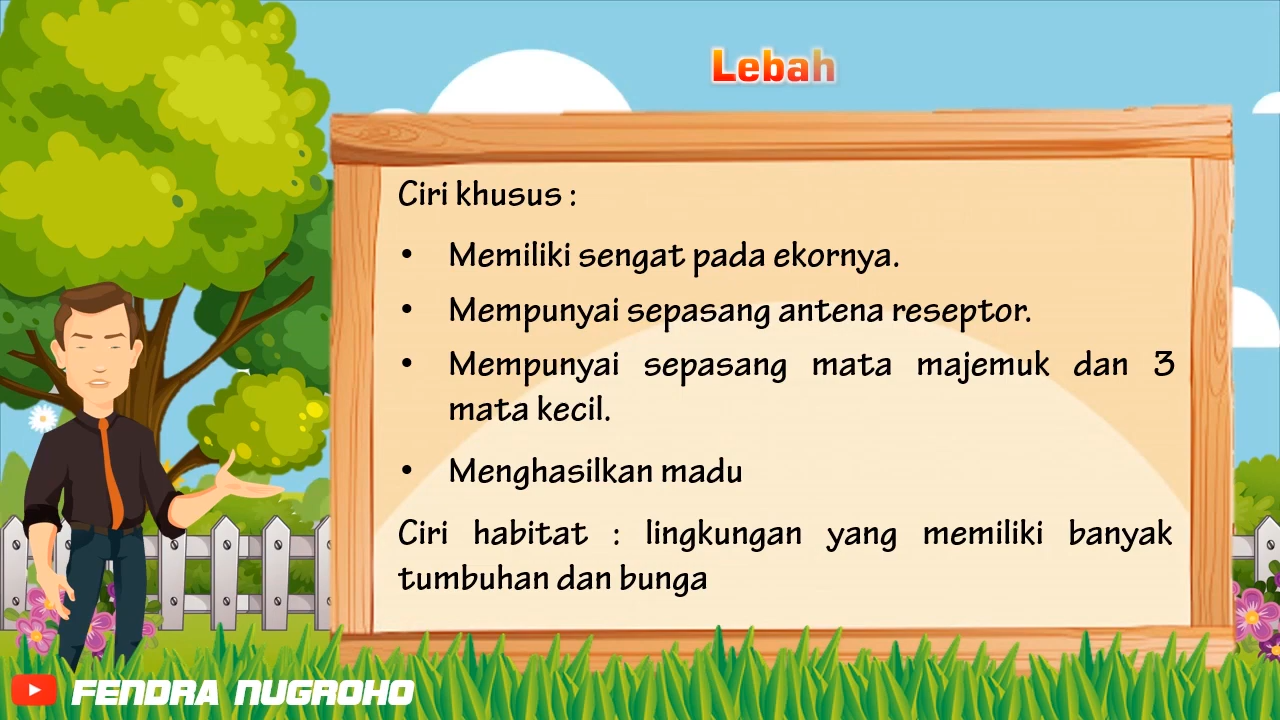 Lebah
Ciri khusus :
• Memiliki sengat pada ekornya.
• Mempunyai sepasang antena reseptor.
• Mempunyai sepasang mata majemuk dan 3
mata kecil.
• Menghasilkan madu
Ciri habitat : lingkungan yang memiliki banyak
tumbuhan dan bunga
FENDRA NUGROHO